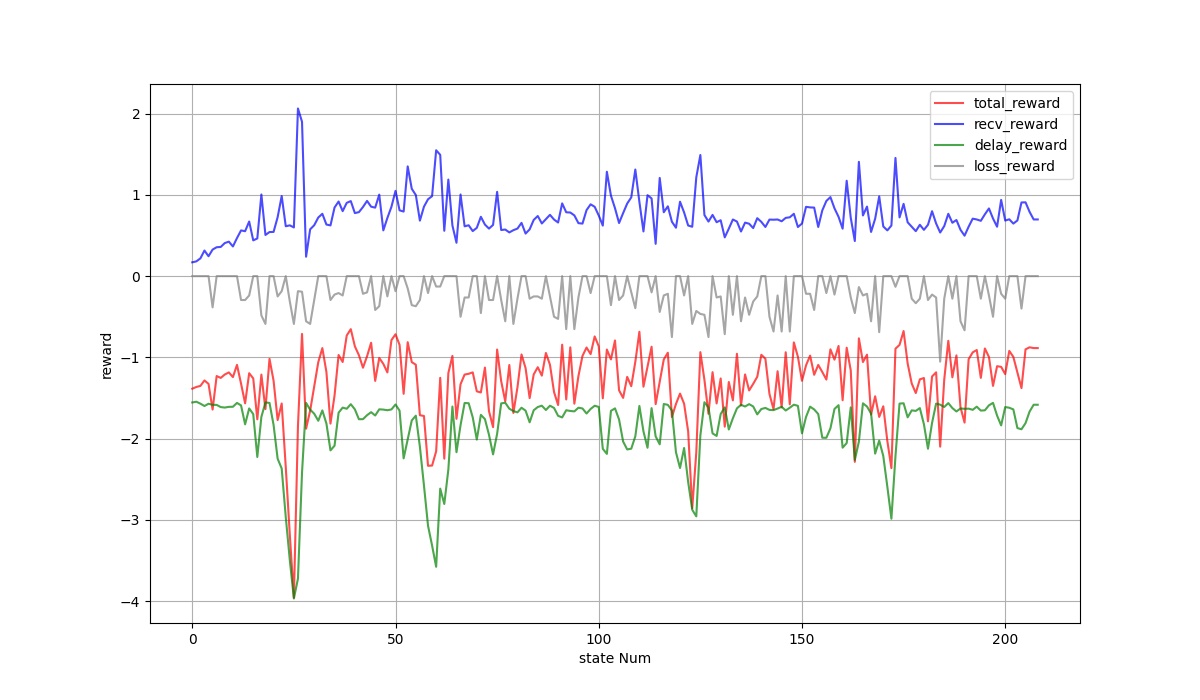 total_reward
recv_reward
delay_reward
loss_reward
2
1
0
−1
−2
−3
−4
reward
0 50 100 150 200
state Num